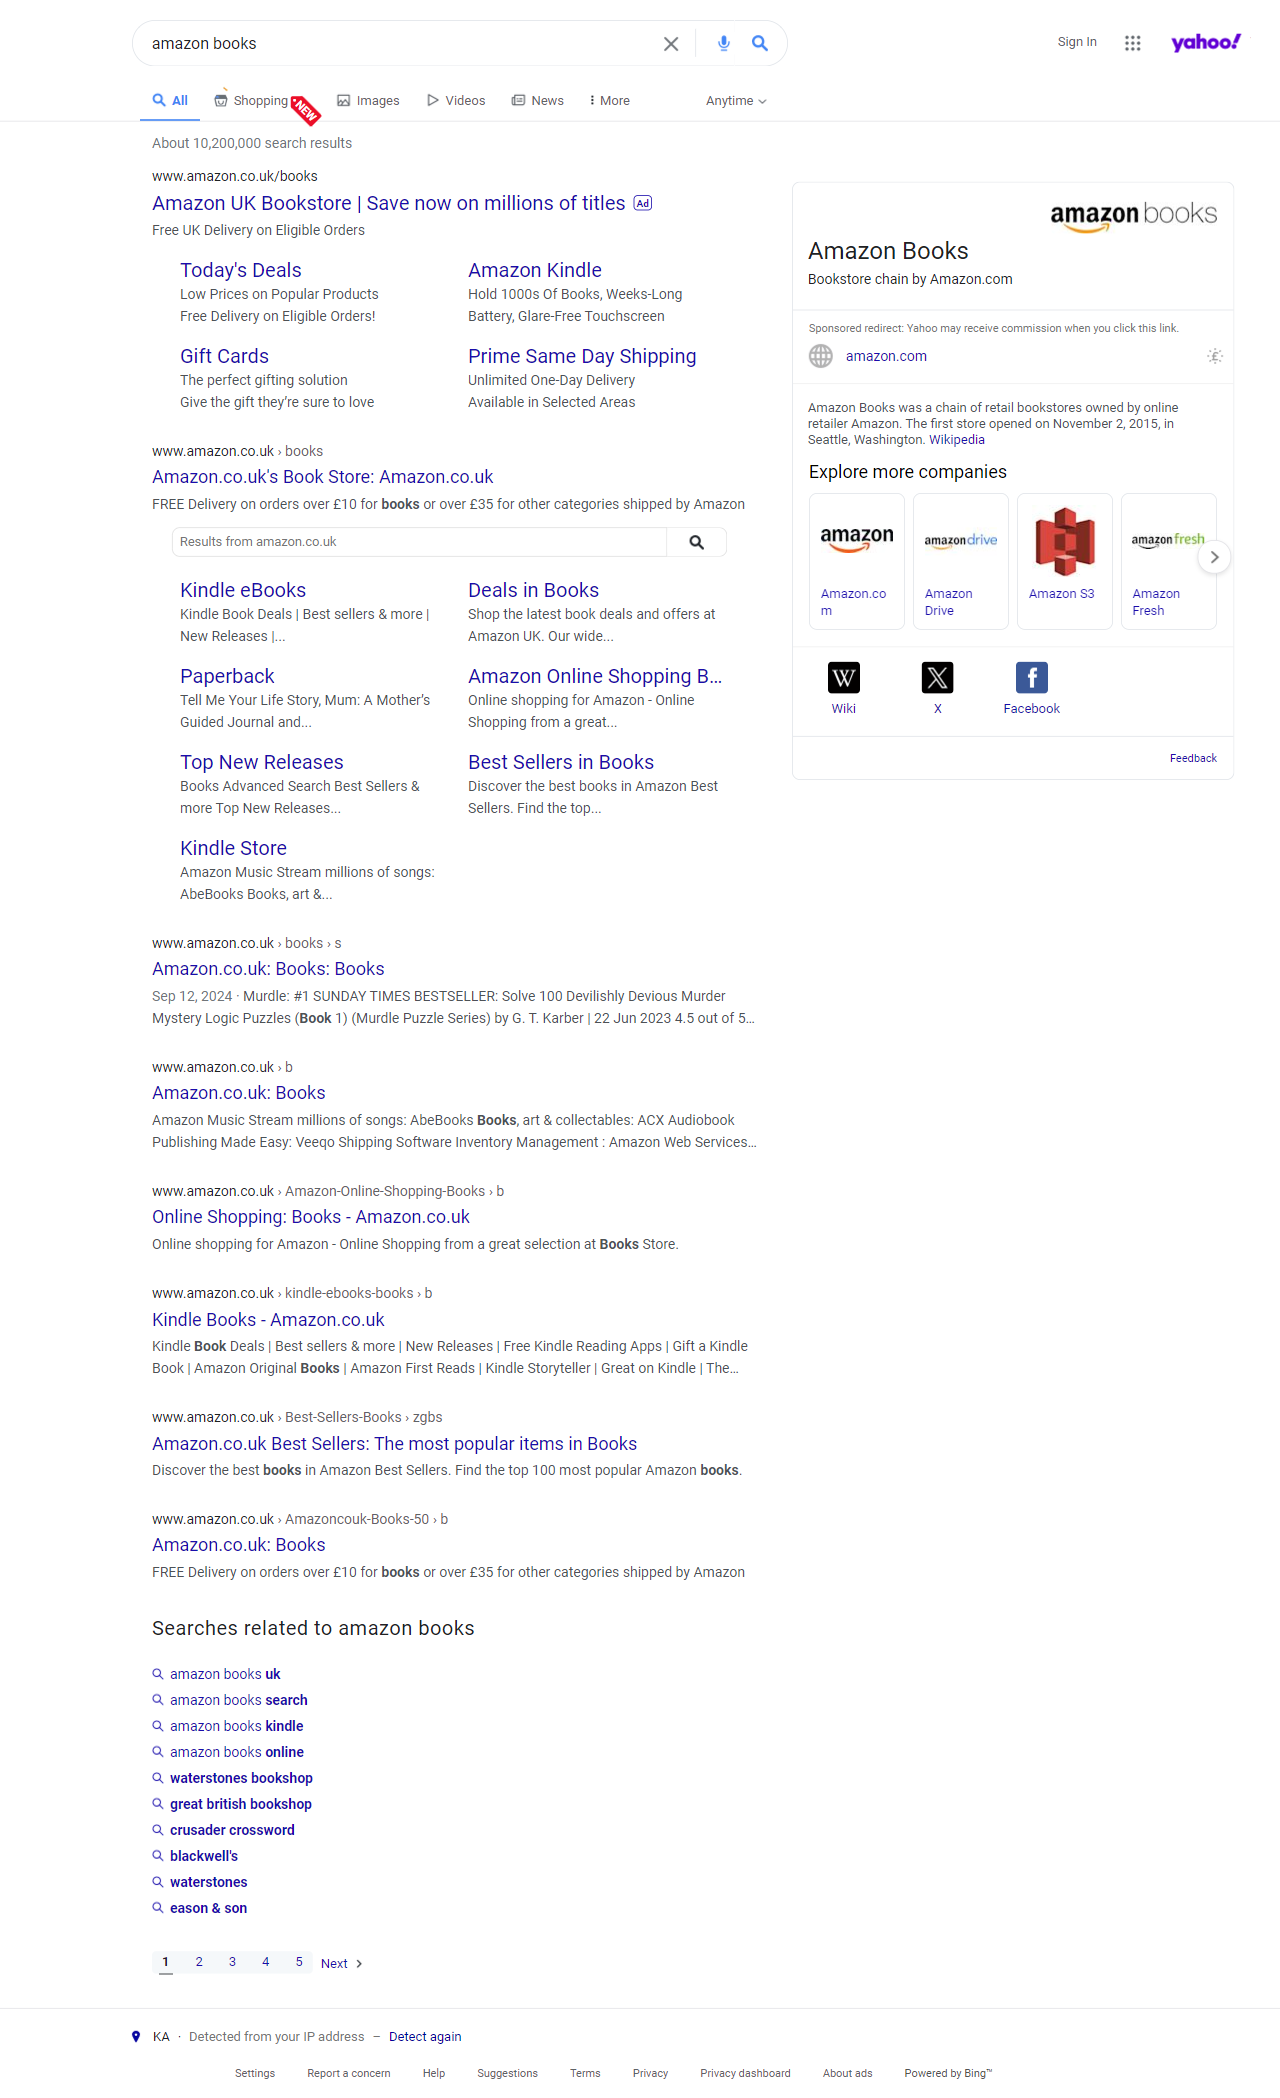 amazon books
Sign In
yahoo!
All
Shopping
NEW
Images
Videos
News
More
Anytime
About 10,200,000 search results
www.amazon.co.uk/books
Amazon UK Bookstore | Save now on millions of titles Ad
Free UK Delivery on Eligible Orders
Today's Deals
Low Prices on Popular Products
Free Delivery on Eligible Orders!
Amazon Kindle
Hold 1000s Of Books, Weeks-Long
Battery, Glare-Free Touchscreen
Gift Cards
The perfect gifting solution
Give the gift they’re sure to love
Prime Same Day Shipping
Unlimited One-Day Delivery
Available in Selected Areas
www.amazon.co.uk › books
Amazon.co.uk's Book Store: Amazon.co.uk
FREE Delivery on orders over £10 for books or over £35 for other categories shipped by Amazon
Results from amazon.co.uk
Kindle eBooks
Kindle Book Deals | Best sellers & more |
New Releases |...
Deals in Books
Shop the latest book deals and offers at
Amazon UK. Our wide...
Paperback
Tell Me Your Life Story, Mum: A Mother’s
Guided Journal and...
Amazon Online Shopping B...
Online shopping for Amazon - Online
Shopping from a great...
Top New Releases
Books Advanced Search Best Sellers &
more Top New Releases...
Best Sellers in Books
Discover the best books in Amazon Best
Sellers. Find the top...
Kindle Store
Amazon Music Stream millions of songs:
AbeBooks Books, art &...
www.amazon.co.uk › books › s
Amazon.co.uk: Books: Books
Sep 12, 2024 · Murdle: #1 SUNDAY TIMES BESTSELLER: Solve 100 Devilishly Devious Murder
Mystery Logic Puzzles (Book 1) (Murdle Puzzle Series) by G. T. Karber | 22 Jun 2023 4.5 out of 5...
www.amazon.co.uk › b
Amazon.co.uk: Books
Amazon Music Stream millions of songs: AbeBooks Books, art & collectables: ACX Audiobook
Publishing Made Easy: Veeqo Shipping Software Inventory Management : Amazon Web Services...
www.amazon.co.uk › Amazon-Online-Shopping-Books › b
Online Shopping: Books - Amazon.co.uk
Online shopping for Amazon - Online Shopping from a great selection at Books Store.
www.amazon.co.uk › kindle-ebooks-books › b
Kindle Books - Amazon.co.uk
Kindle Book Deals | Best sellers & more | New Releases | Free Kindle Reading Apps | Gift a Kindle
Book | Amazon Original Books | Amazon First Reads | Kindle Storyteller | Great on Kindle | The...
www.amazon.co.uk › Best-Sellers-Books › zgbs
Amazon.co.uk Best Sellers: The most popular items in Books
Discover the best books in Amazon Best Sellers. Find the top 100 most popular Amazon books.
www.amazon.co.uk › Amazoncouk-Books-50 › b
Amazon.co.uk: Books
FREE Delivery on orders over £10 for books or over £35 for other categories shipped by Amazon
Searches related to amazon books
amazon books uk
amazon books search
amazon books kindle
amazon books online
waterstones bookshop
great british bookshop
crusader crossword
blackwell's
waterstones
eason & son
1 2 3 4 5 Next
amazon books
Amazon Books
Bookstore chain by Amazon.com
Sponsored redirect: Yahoo may receive commission when you click this link.
amazon.com
£
Amazon Books was a chain of retail bookstores owned by online
retailer Amazon. The first store opened on November 2, 2015, in
Seattle, Washington. Wikipedia
Explore more companies
amazon
Amazon.co
m
amazondrive
Amazon
Drive
Amazon S3
amazonfresh
Amazon
Fresh
W
Wiki
X
X
f
Facebook
Feedback
KA · Detected from your IP address – Detect again
Settings Report a concern Help Suggestions Terms Privacy Privacy dashboard About ads Powered by Bing™